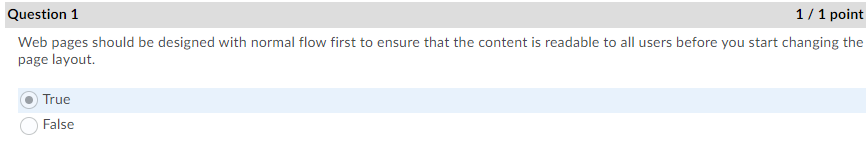 Question 1 1 / 1 point
Web pages should be designed with normal flow first to ensure that the content is readable to all users before you start changing the
page layout.
True
False